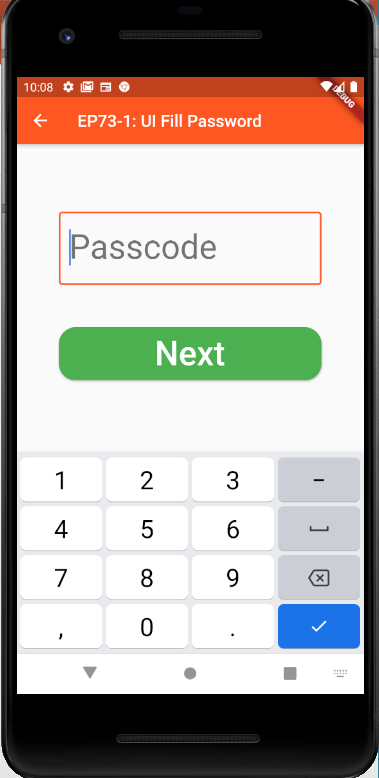 10:08
DEBUG
EP73-1: UI Fill Password
Passcode
Next
1 2 3 -
4 5 6
7 8 9
, 0 .